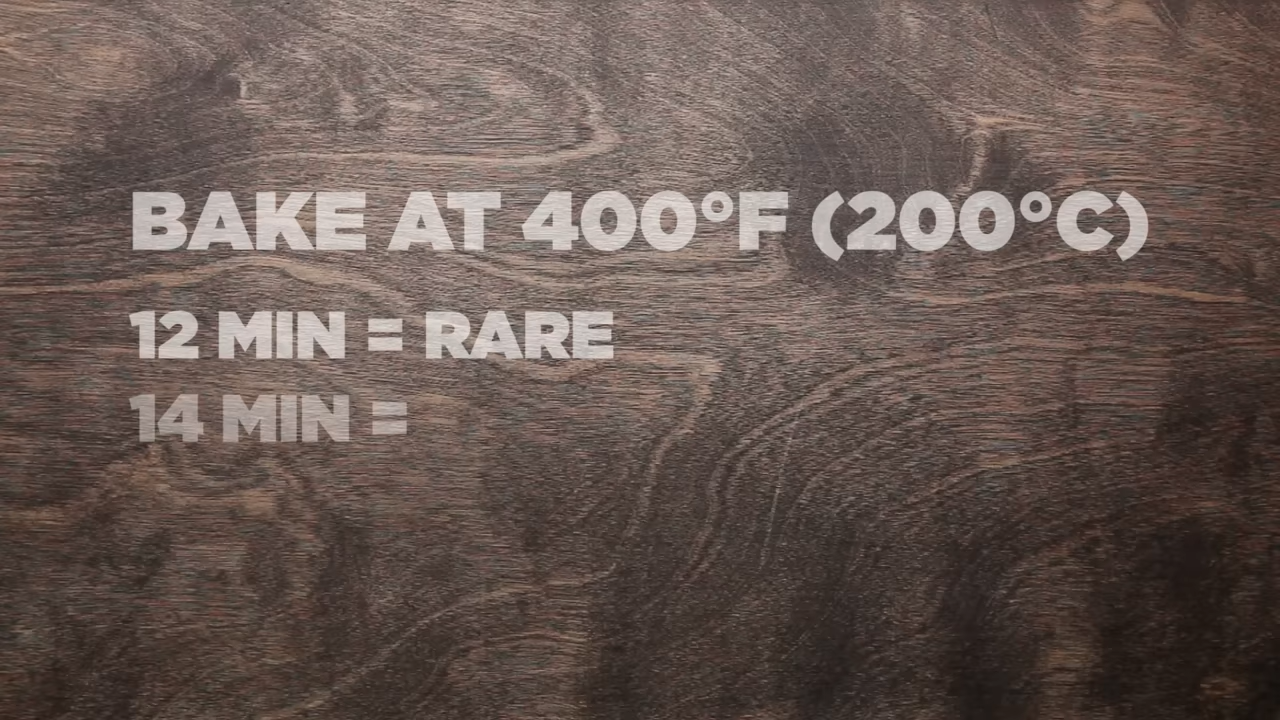 BAKE AT 400°F (200°C)
12 MIN = RARE
14 MIN =